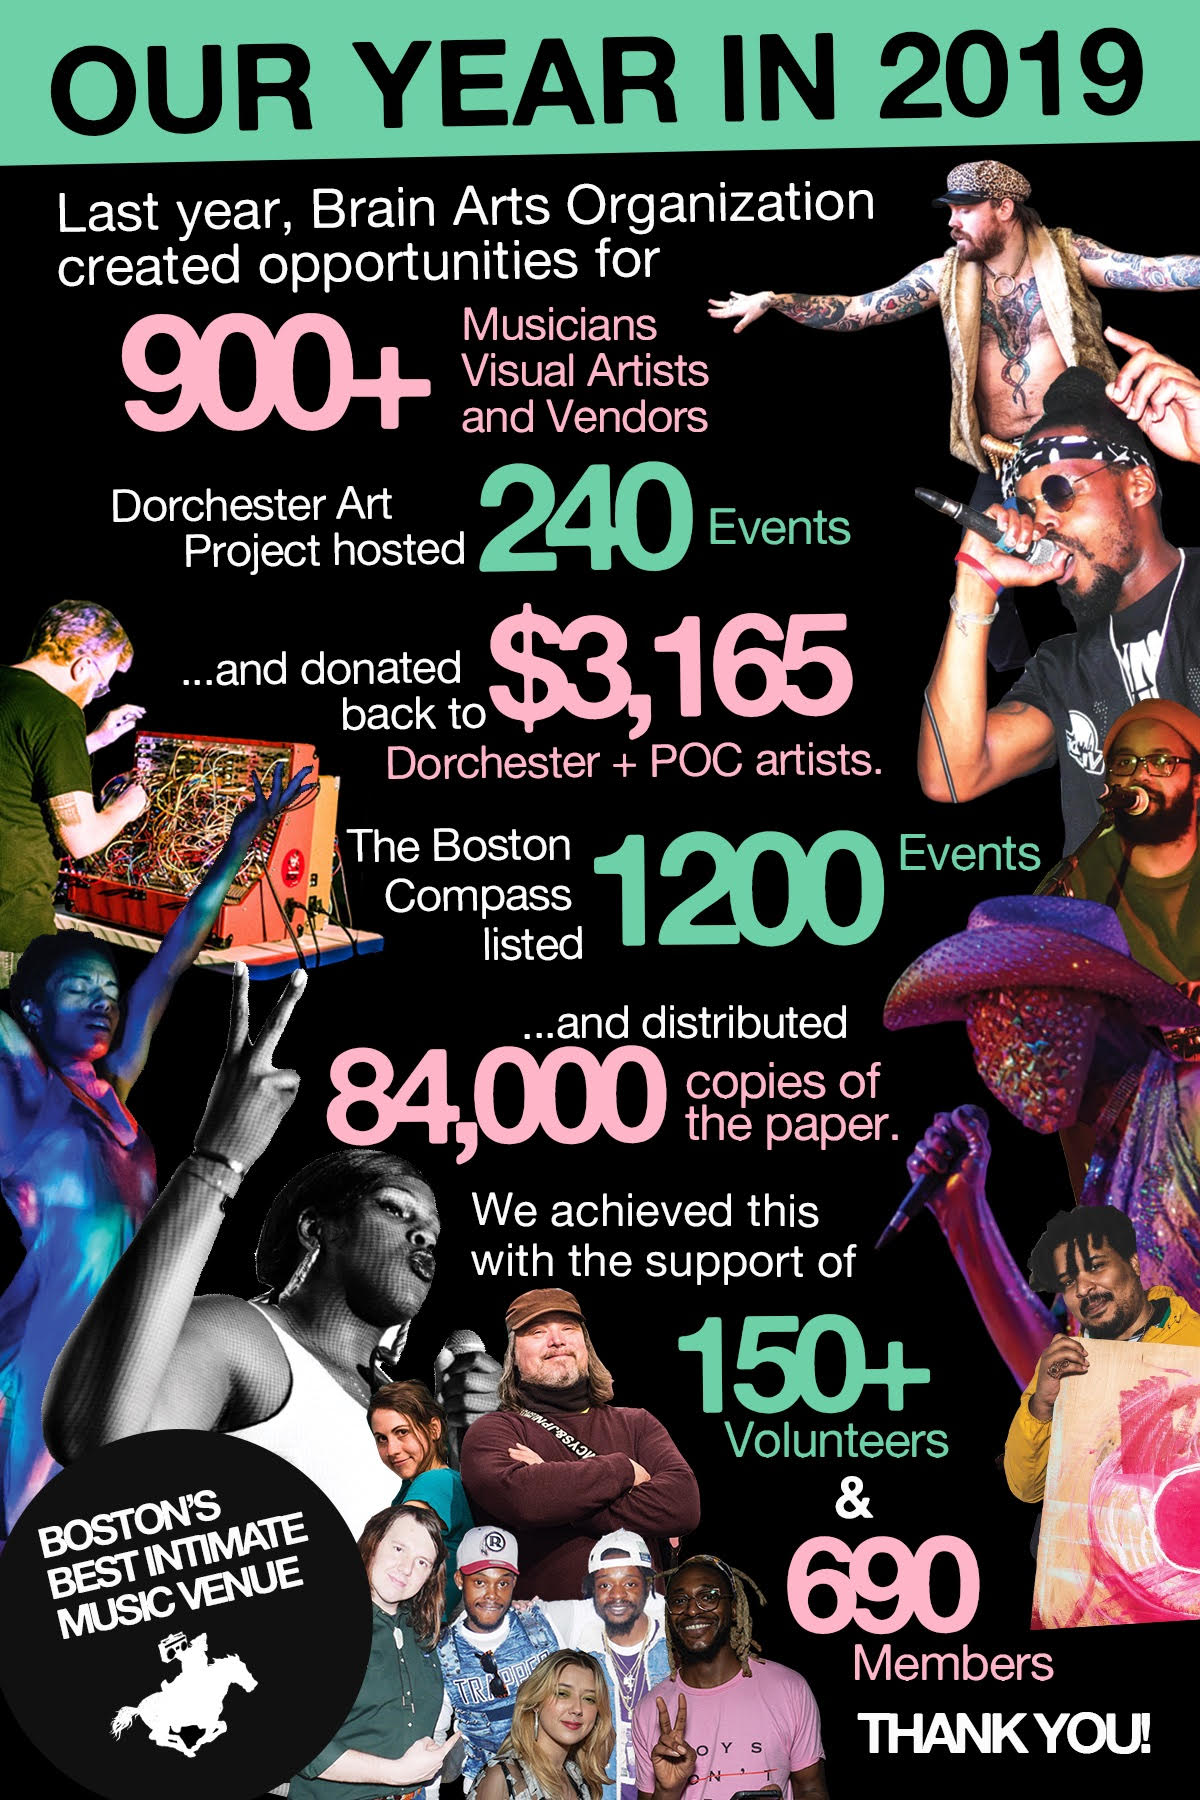 OUR YEAR IN 2019
Last year, Brain Arts Organization
created opportunities for
900+
Musicians
Visual Artists
and Vendors
Dorchester Art
Project hosted
240
Events
...and donated
back to
$3,165
Dorchester + POC artists.
The Boston
Compass
listed
1200
Events
...and distributed
84,000
copies of
the paper.
We achieved this
with the support of
150+
Volunteers
&
690
Members
THANK YOU!
BOSTON'S
BEST INTIMATE
MUSIC VENUE
TRAPPER
R
OYS
ON'T